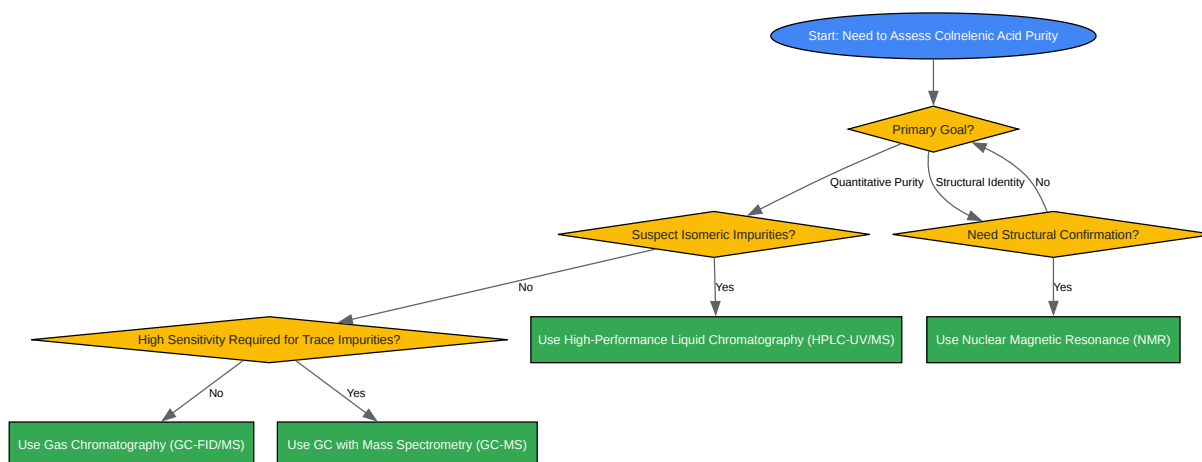 Start: Need to Assess Colnelenic Acid Purity
Primary Goal?
Quantitative Purity
Structural Identity
No
Suspect Isomeric Impurities?
Need Structural Confirmation?
No
Yes
Yes
High Sensitivity Required for Trace Impurities?
Use High-Performance Liquid Chromatography (HPLC-UV/MS)
Use Nuclear Magnetic Resonance (NMR)
No
Yes
Use Gas Chromatography (GC-FID/MS)
Use GC with Mass Spectrometry (GC-MS)